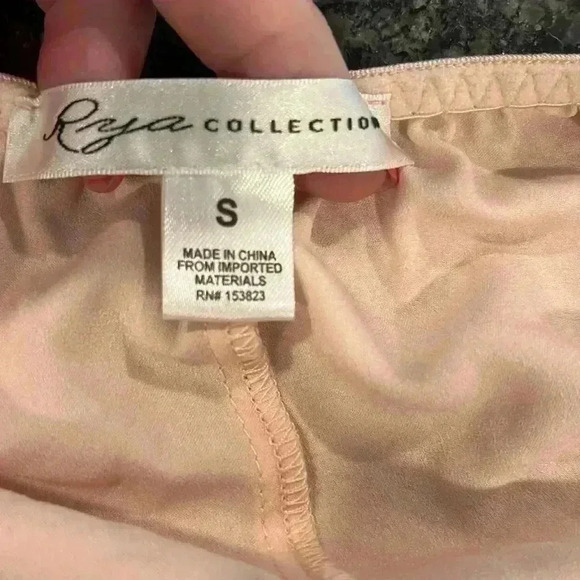 Rya COLLECTION
S
MADE IN CHINA
FROM IMPORTED
MATERIALS
RN# 153823